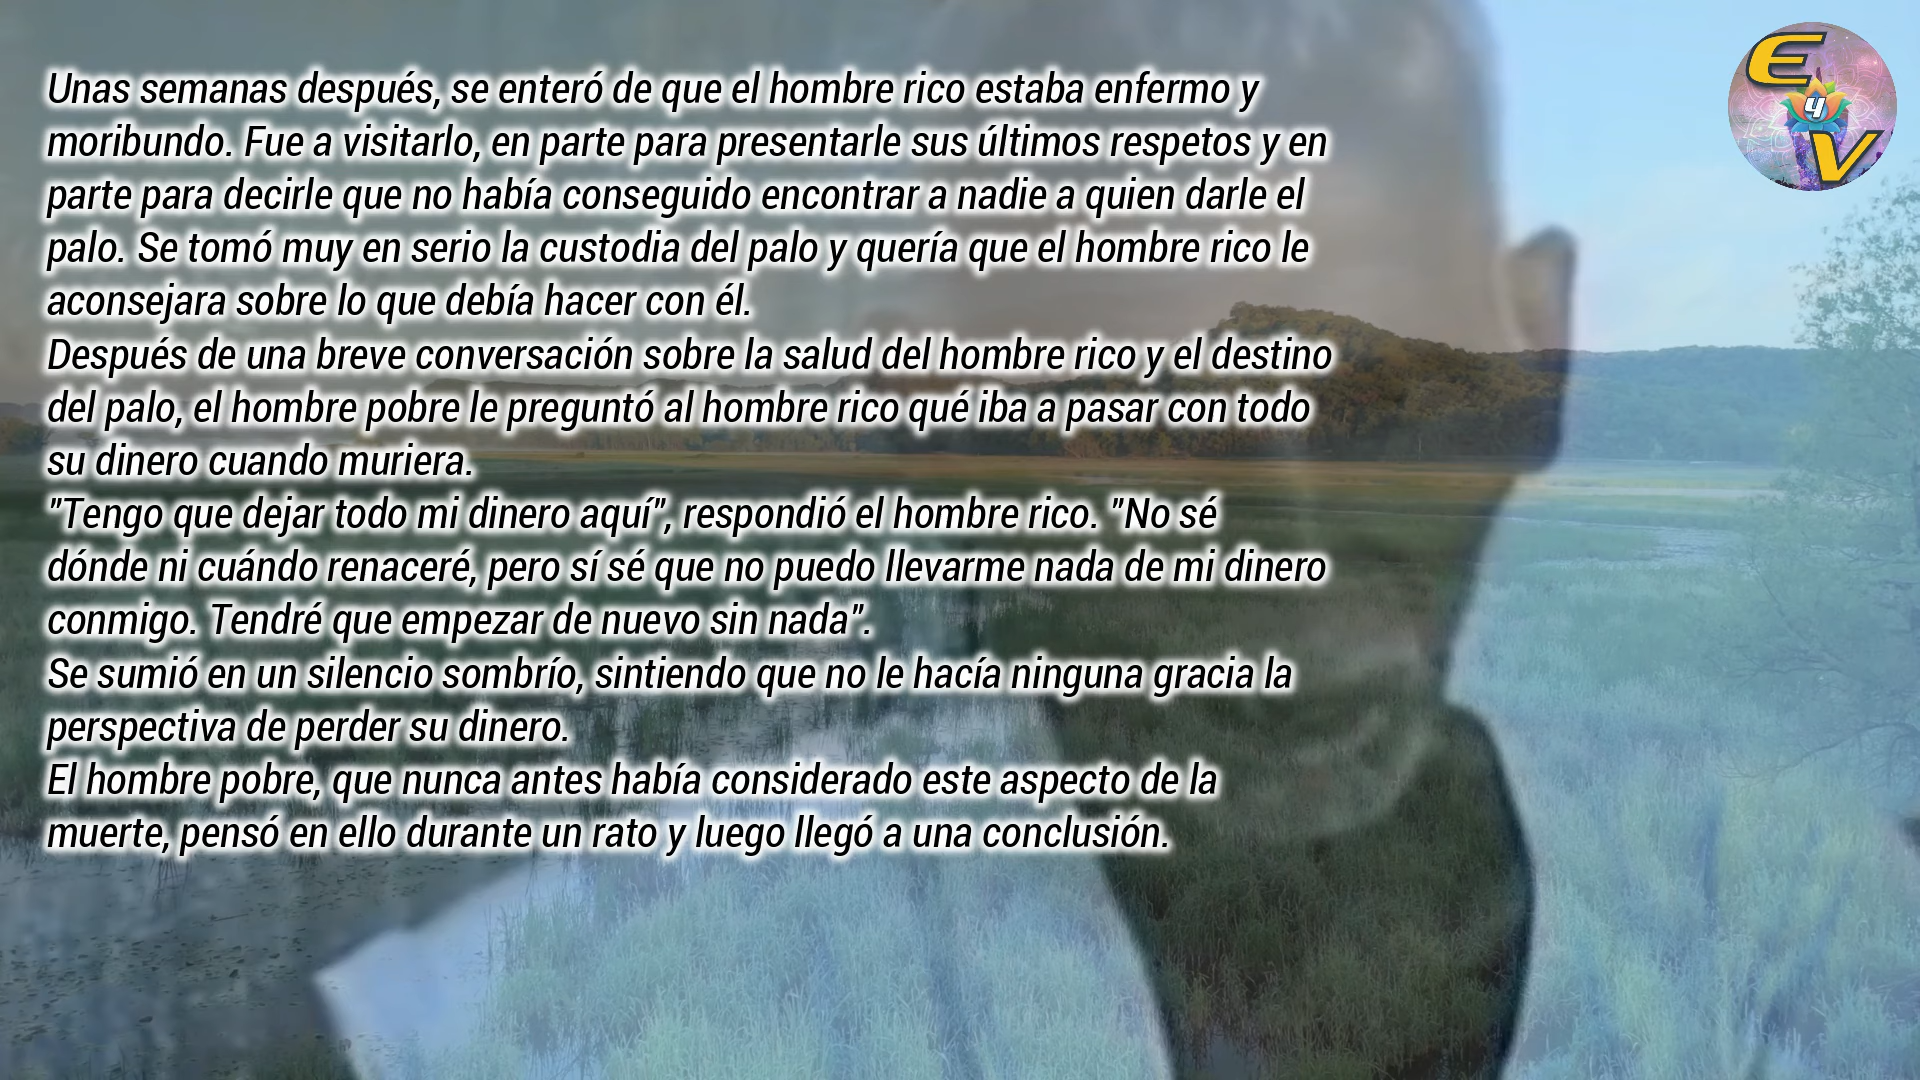 Unas semanas después, se enteró de que el hombre rico estaba enfermo y
moribundo. Fue a visitarlo, en parte para presentarle sus últimos respetos y en
parte para decirle que no había conseguido encontrar a nadie a quien darle el
palo. Se tomó muy en serio la custodia del palo y quería que el hombre rico le
aconsejara sobre lo que debía hacer con él.
Después de una breve conversación sobre la salud del hombre rico y el destino
del palo, el hombre pobre le preguntó al hombre rico qué iba a pasar con todo
su dinero cuando muriera.
"Tengo que dejar todo mi dinero aquí", respondió el hombre rico. "No sé
dónde ni cuándo renaceré, pero sí sé que no puedo llevarme nada de mi dinero
conmigo. Tendré que empezar de nuevo sin nada".
Se sumió en un silencio sombrío, sintiendo que no le hacía ninguna gracia la
perspectiva de perder su dinero.
El hombre pobre, que nunca antes había considerado este aspecto de la
muerte, pensó en ello durante un rato y luego llegó a una conclusión.
E
y
V